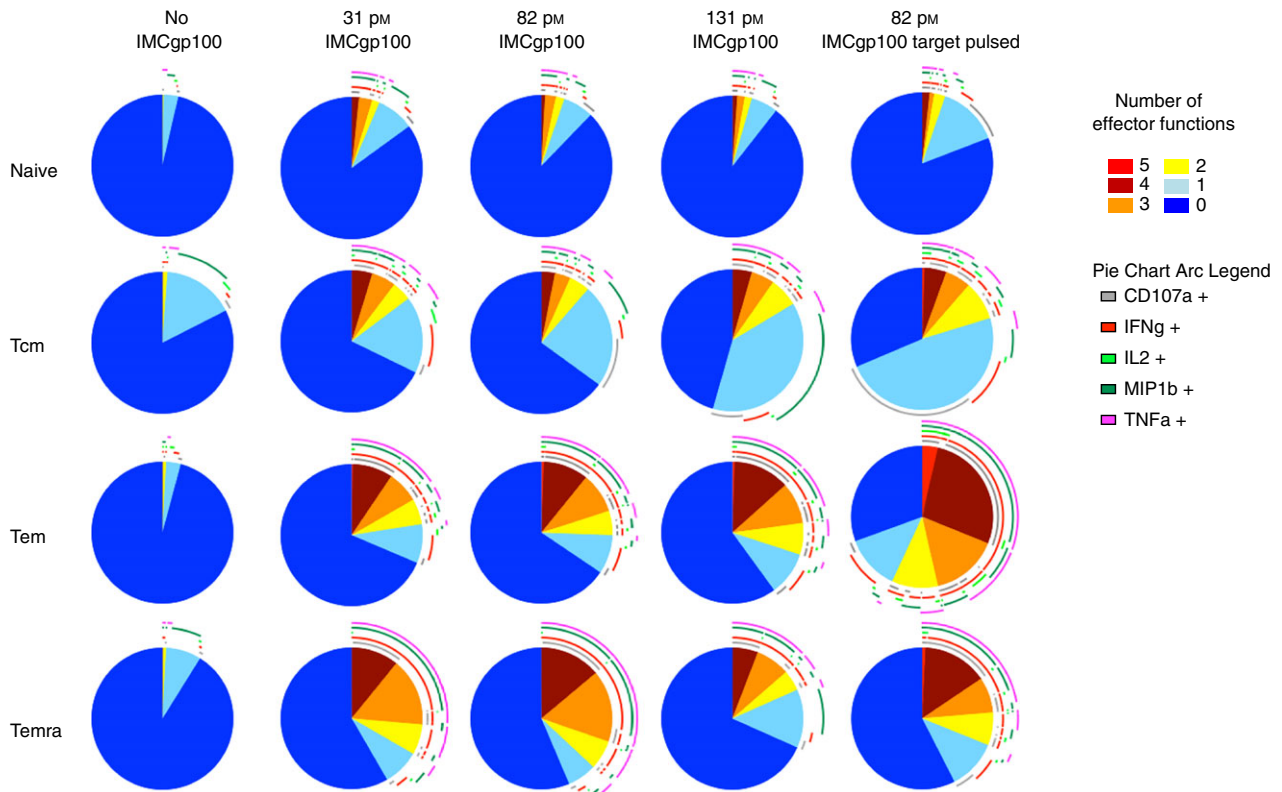 No
IMCgp100
31 pM
IMCgp100
82 pM
IMCgp100
131 pM
IMCgp100
82 pM
IMCgp100 target pulsed
Number of
effector functions
5 2
4 1
3 0
Naive
Tcm
Tem
Temra
Pie Chart Arc Legend
CD107a +
IFNg +
IL2 +
MIP1b +
TNFa +